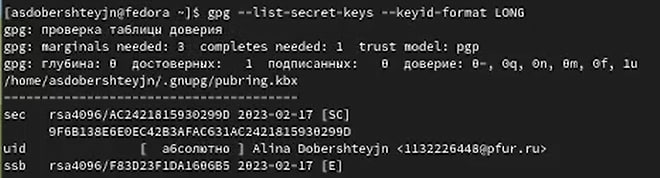 [asdobershteyjn@fedora ~]$ gpg --list-secret-keys --keyid-format LONG
gpg: проверка таблицы доверия
gpg: marginals needed: 3  completes needed: 1  trust model: pgp
gpg: глубина: 0  достоверных:   1  подписанных:   0  доверие: 0-, 0q, 0n, 0m, 0f, 1u
/home/asdobershteyjn/.gnupg/pubring.kbx
---------------------------------------
sec   rsa4096/AC2421815930299D 2023-02-17 [SC]
      9F6B138E6E0EC42B3AFAC631AC2421815930299D
uid              [  абсолютно ] Alina Dobershteyjn <1132226448@pfur.ru>
ssb   rsa4096/F83D23F1DA1606B5 2023-02-17 [E]